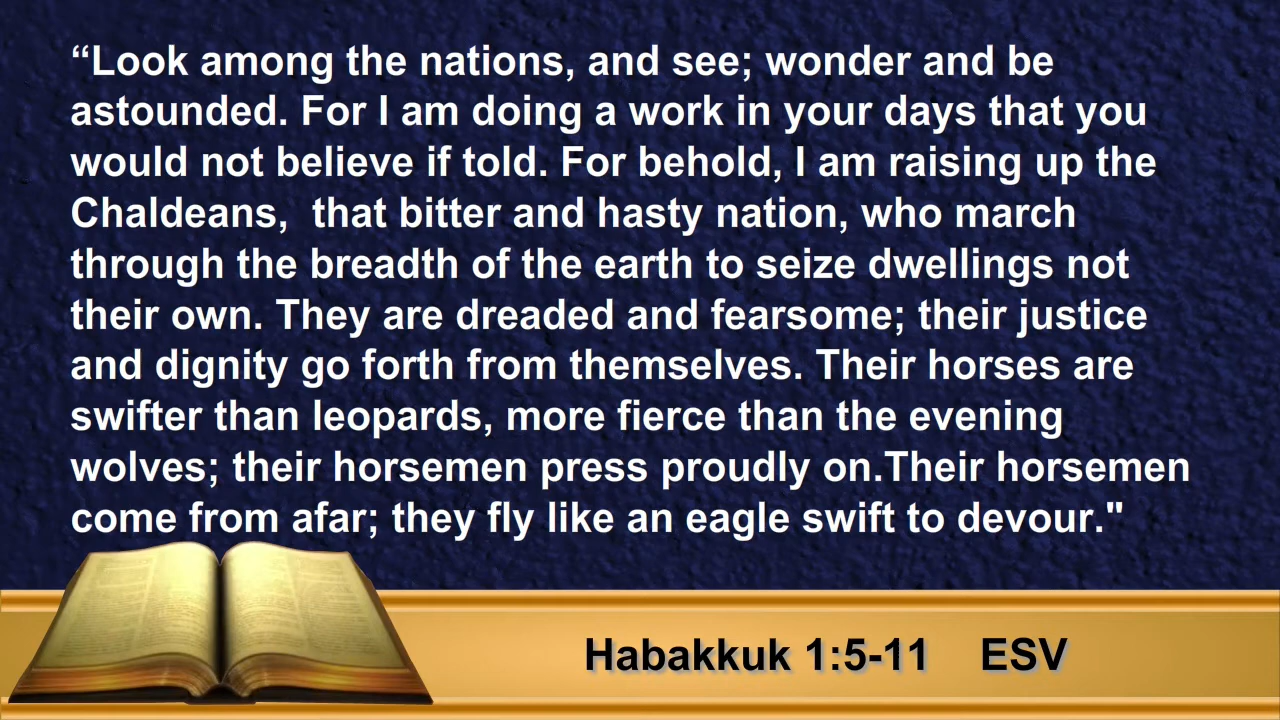 “Look among the nations, and see; wonder and be
astounded. For I am doing a work in your days that you
would not believe if told. For behold, I am raising up the
Chaldeans,  that bitter and hasty nation, who march
through the breadth of the earth to seize dwellings not
their own. They are dreaded and fearsome; their justice
and dignity go forth from themselves. Their horses are
swifter than leopards, more fierce than the evening
wolves; their horsemen press proudly on.Their horsemen
come from afar; they fly like an eagle swift to devour."
Habakkuk 1:5-11    ESV